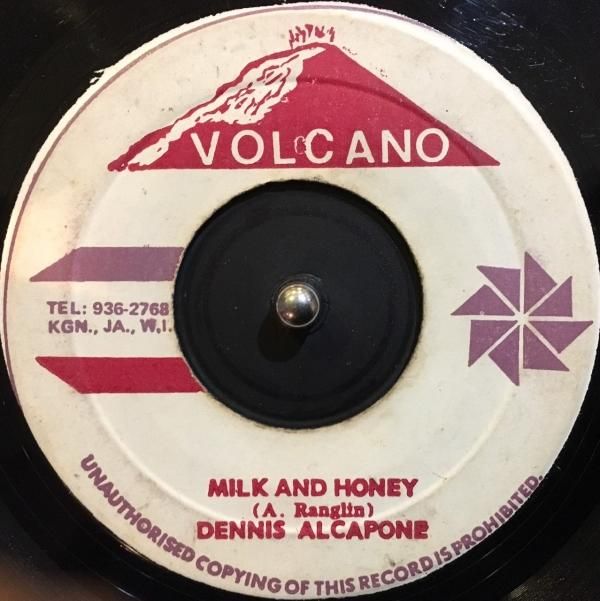 VOLCANO
TEL: 936-2768
KGN., JA., W,I.
MILK AND HONEY
(A. Ranglin)
DENNIS ALCAPONE
UNAUTHORISED COPYING OF THIS RECORD IS PROHIBITED.